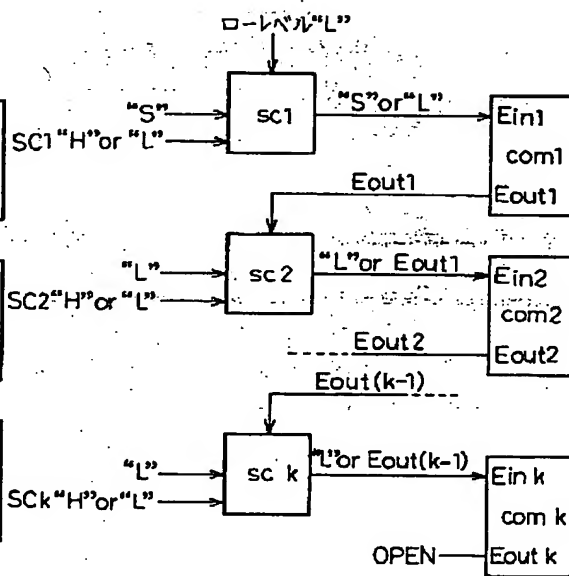 ローレベル“L”
“S”
sc1
“S”or“L”
Ein1
SC1“H”or“L”
com1
Eout1
Eout1
“L”
sc2
“L”or Eout1
Ein2
SC2“H”or“L”
com2
Eout2
Eout2
Eout(k-1)
“L”
sc k
“L”or Eout(k-1)
Ein k
SCk“H”or“L”
com k
OPEN
Eout k